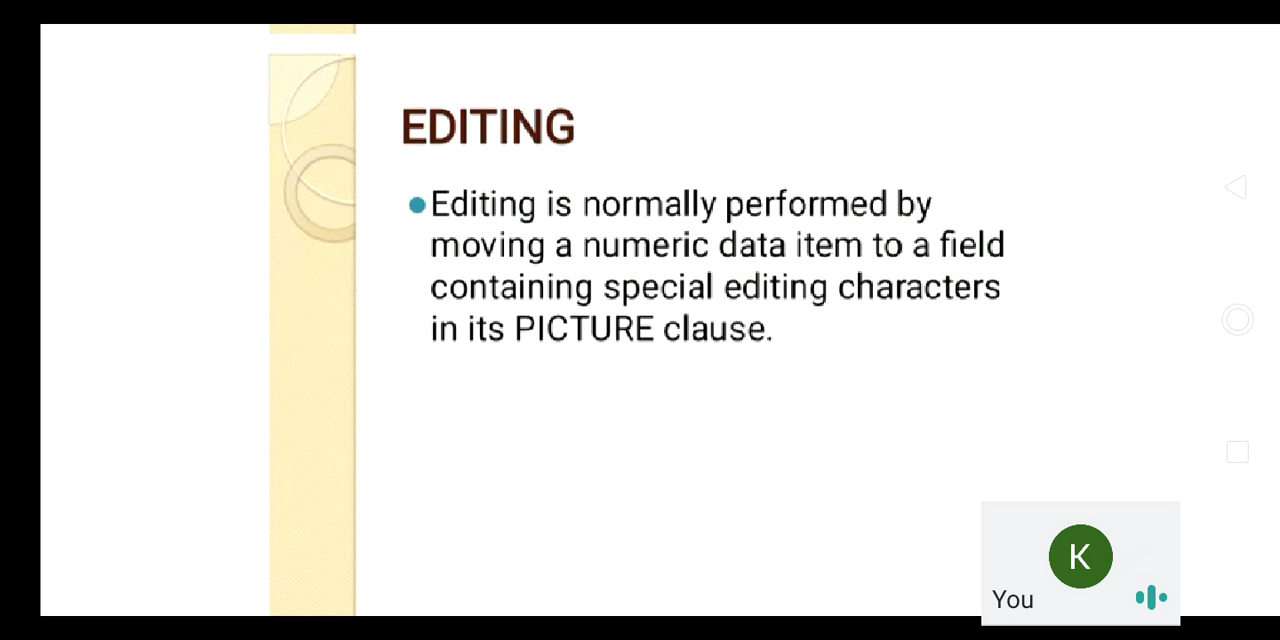 EDITING
Editing is normally performed by
moving a numeric data item to a field
containing special editing characters
in its PICTURE clause.
K
You